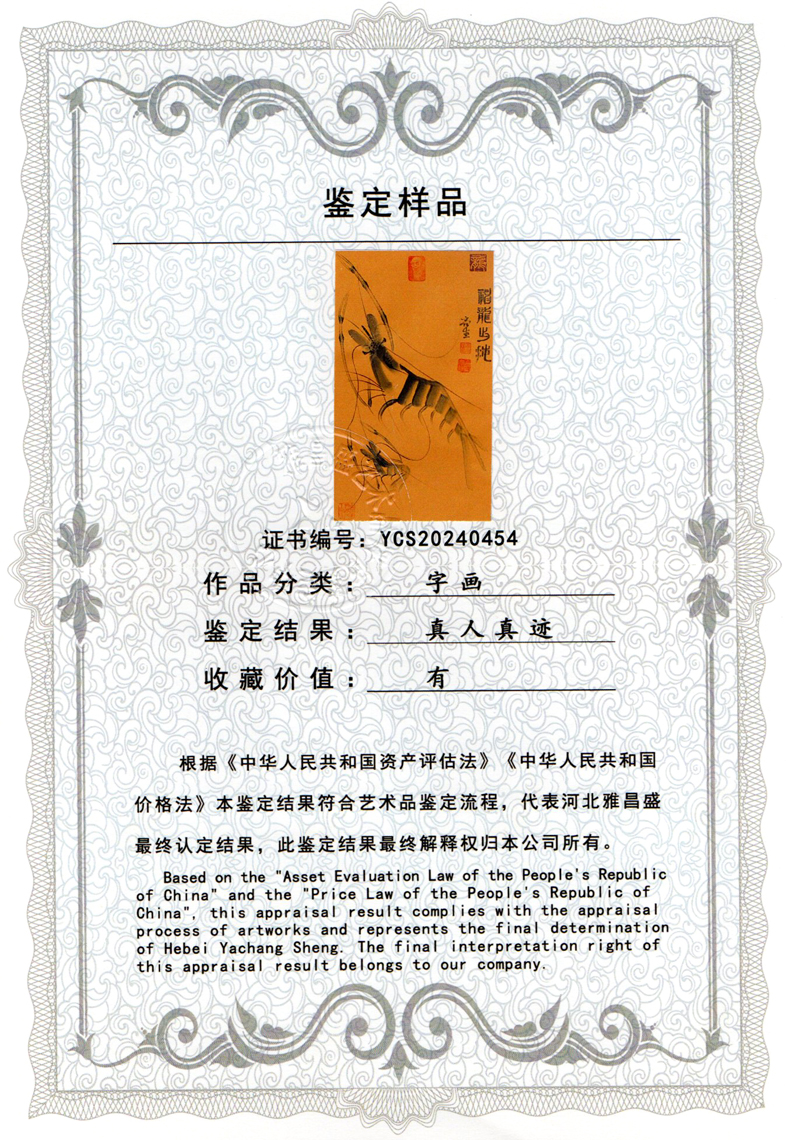 鉴定样品
证书编号：YCS20240454
作品分类：字画
鉴定结果：真人真迹
收藏价值：有
根据《中华人民共和国资产评估法》《中华人民共和国
价格法》本鉴定结果符合艺术品鉴定流程，代表河北雅昌盛
最终认定结果，此鉴定结果最终解释权归本公司所有。
Based on the "Asset Evaluation Law of the People's Republic
of China" and the "Price Law of the People's Republic of
China", this appraisal result complies with the appraisal
process of artworks and represents the final determination
of Hebei Yachang Sheng. The final interpretation right of
this appraisal result belongs to our company.